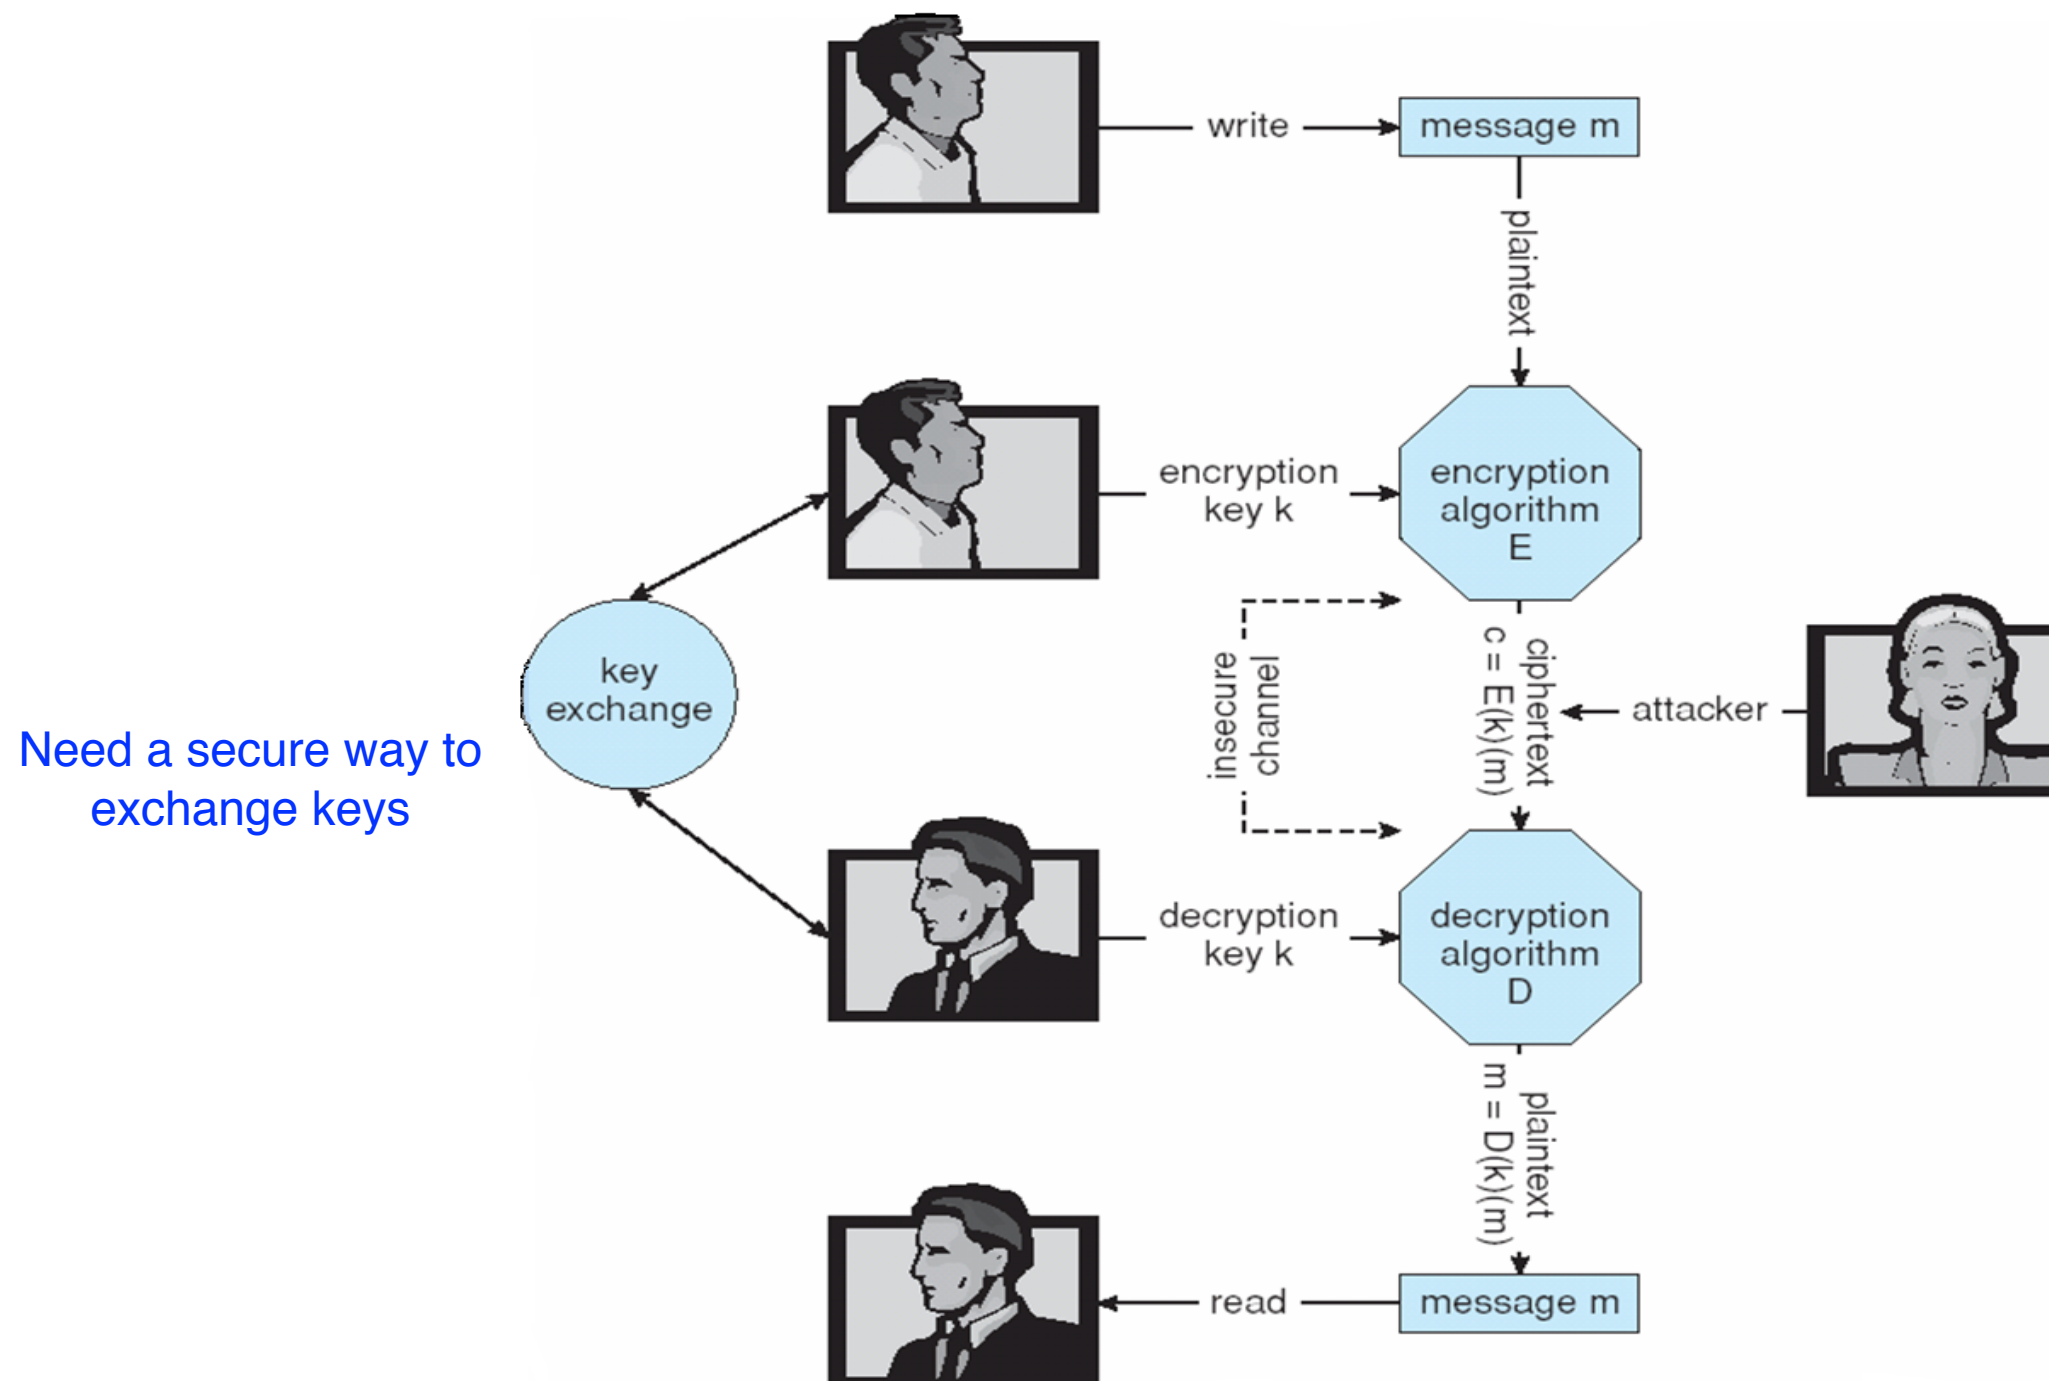 write
message m
plaintext
encryption
key k
encryption
algorithm
E
key
exchange
Need a secure way to
exchange keys
insecure
channel
ciphertext
c = E(k)(m)
attacker
decryption
key k
decryption
algorithm
D
plaintext
m = D(k)(m)
read
message m